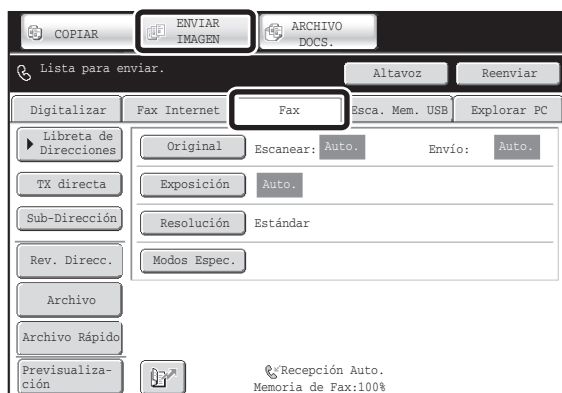 COPIAR
ENVIAR
IMAGEN
ARCHIVO
DOCS.
Lista para enviar.
Altavoz
Reenviar
Digitalizar
Fax Internet
Fax
Esca. Mem. USB
Explorar PC
Libreta de
Direcciones
Original
Escanear: Auto.
Envío: Auto.
TX directa
Exposición
Auto.
Sub-Dirección
Resolución
Estándar
Rev. Direcc.
Modos Espec.
Archivo
Archivo Rápido
Previsualiza-
ción
Recepción Auto.
Memoria de Fax:100%